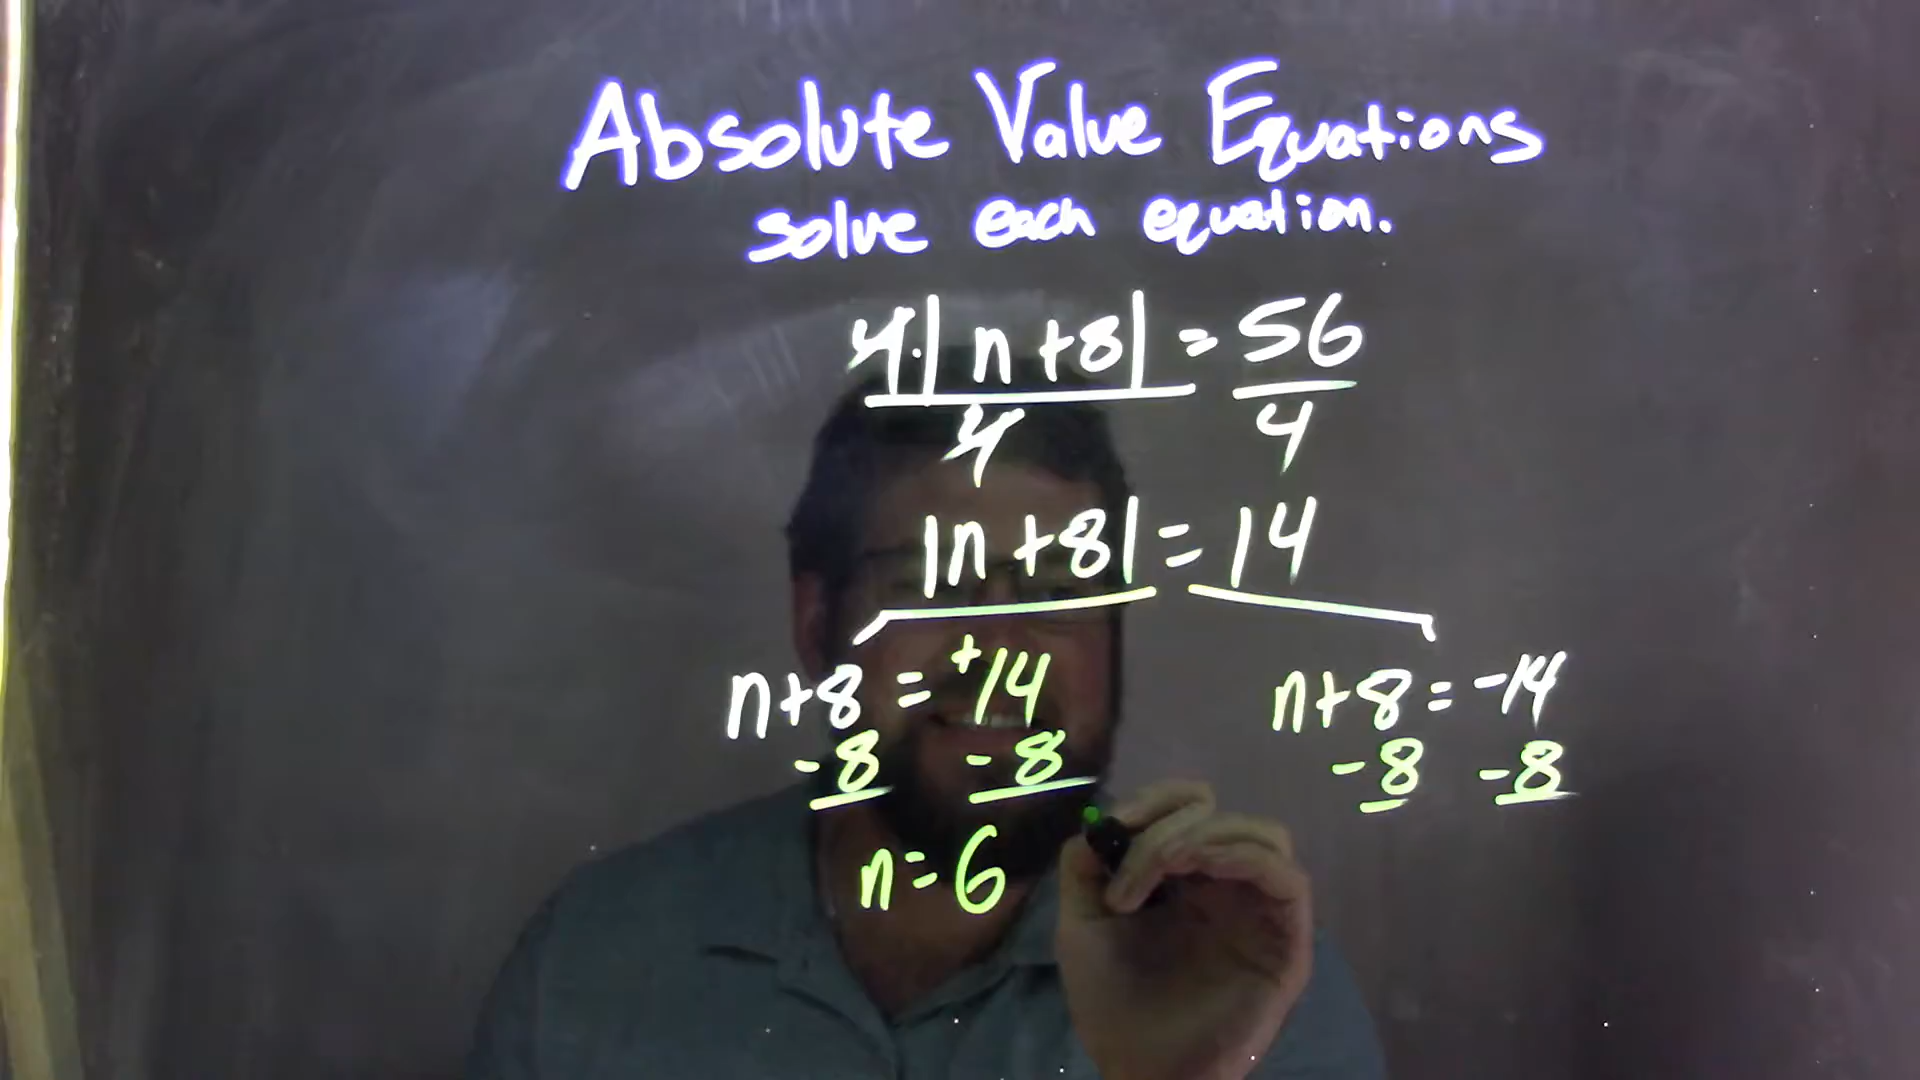 Absolute Value Equations
solve each equation.
4·|n+8| = 56
4 4
|n+8| = 14
n+8 = +14 n+8 = -14
-8 -8 -8 -8
n = 6